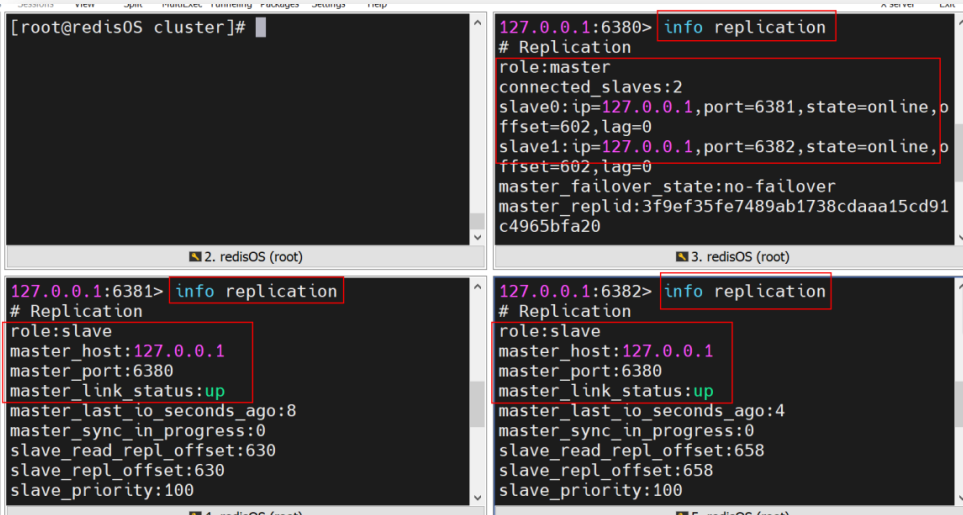 Sessions View Split MultiExec Tunneling Packages Settings Help X server Exit
[root@redisOS cluster]#
2. redisOS (root)
127.0.0.1:6380> info replication
# Replication
role:master
connected_slaves:2
slave0:ip=127.0.0.1,port=6381,state=online,o
ffset=602,lag=0
slave1:ip=127.0.0.1,port=6382,state=online,o
ffset=602,lag=0
master_failover_state:no-failover
master_replid:3f9ef35fe7489ab1738cdaaa15cd91
c4965bfa20
3. redisOS (root)
127.0.0.1:6381> info replication
# Replication
role:slave
master_host:127.0.0.1
master_port:6380
master_link_status:up
master_last_io_seconds_ago:8
master_sync_in_progress:0
slave_read_repl_offset:630
slave_repl_offset:630
slave_priority:100
4. redisOS (root)
127.0.0.1:6382> info replication
# Replication
role:slave
master_host:127.0.0.1
master_port:6380
master_link_status:up
master_last_io_seconds_ago:4
master_sync_in_progress:0
slave_read_repl_offset:658
slave_repl_offset:658
slave_priority:100
5. redisOS (root)